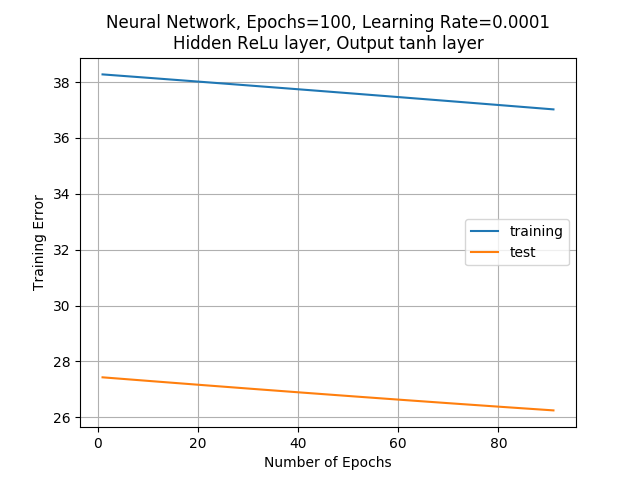 Neural Network, Epochs=100, Learning Rate=0.0001
Hidden ReLu layer, Output tanh layer
38
36
34
32
30
28
26
Training Error
training
test
0 20 40 60 80
Number of Epochs